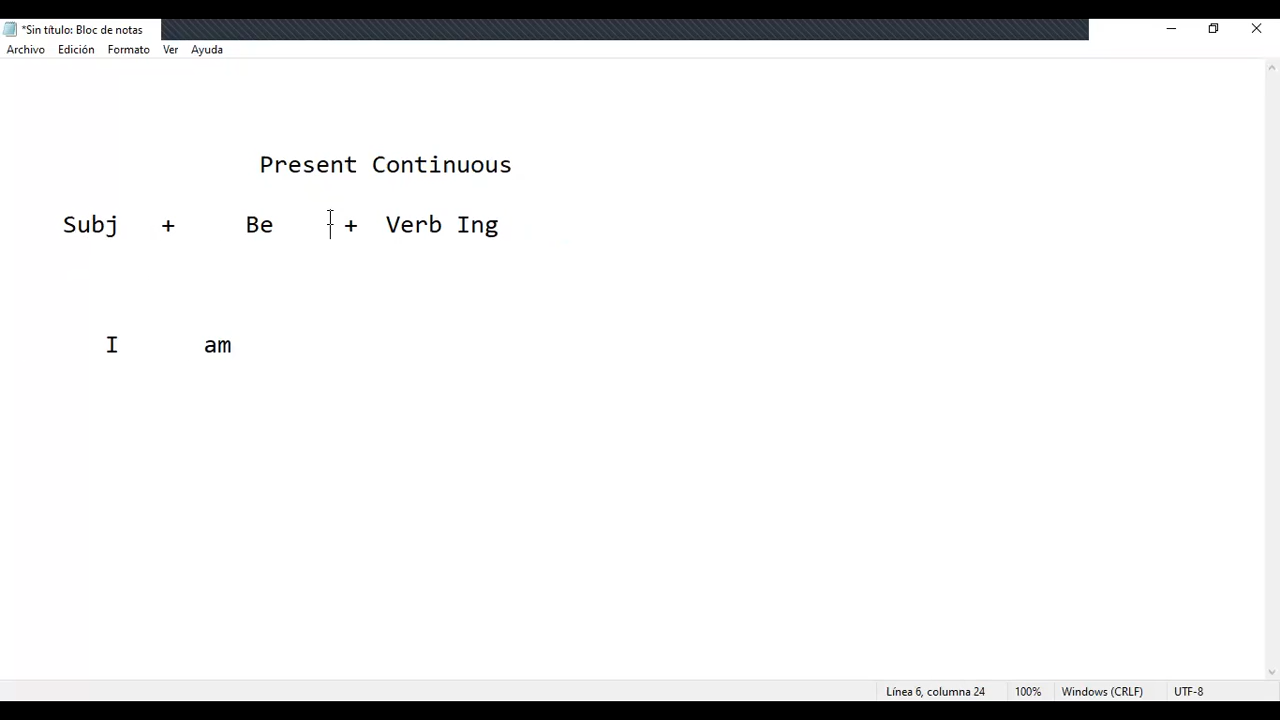 *Sin título: Bloc de notas
Archivo Edición Formato Ver Ayuda
Present Continuous
Subj + Be + Verb Ing
I am
Línea 6, columna 24 100% Windows (CRLF) UTF-8